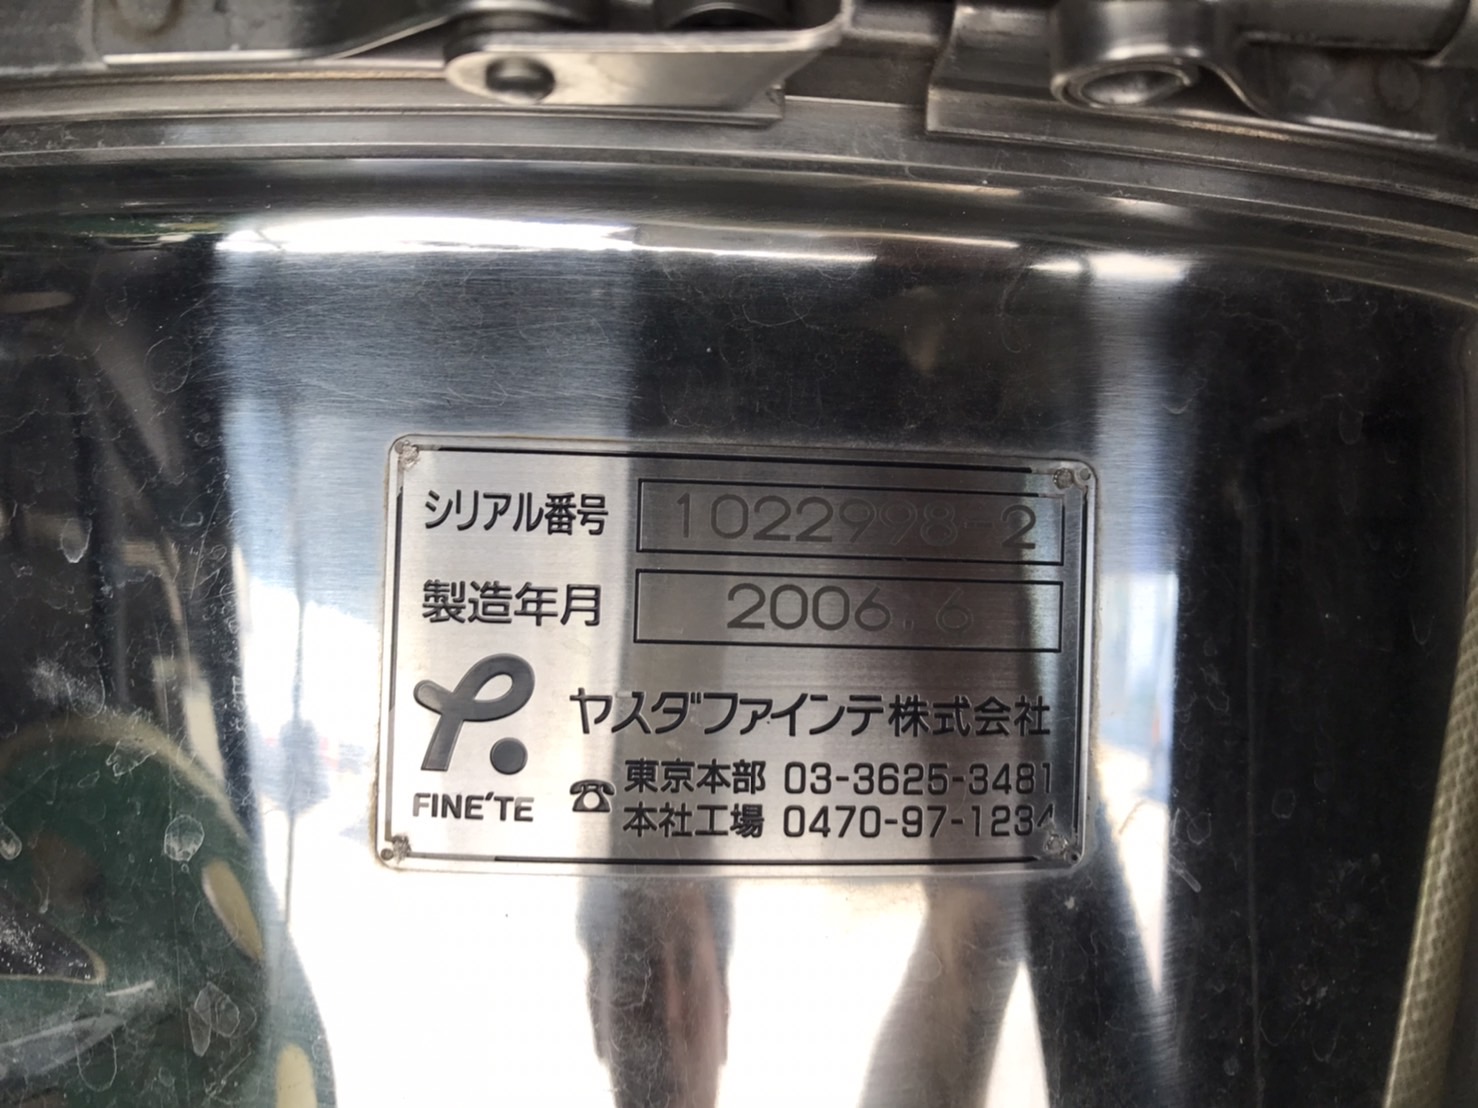 シリアル番号 1022998-2
製造年月 2006.6
FINE'TE
ヤスダファインテ株式会社
☎ 東京本部 03-3625-3481
本社工場 0470-97-1234